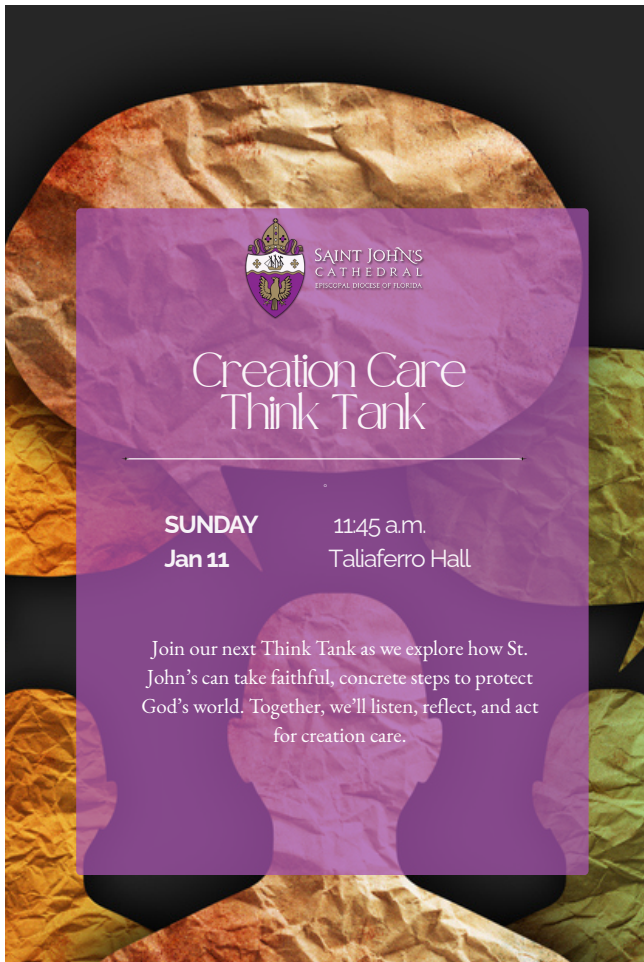 SAINT JOHN'S
CATHEDRAL
EPISCOPAL DIOCESE OF FLORIDA
Creation Care
Think Tank
SUNDAY 11:45 a.m.
Jan 11 Taliaferro Hall
Join our next Think Tank as we explore how St.
John’s can take faithful, concrete steps to protect
God’s world. Together, we’ll listen, reflect, and act
for creation care.